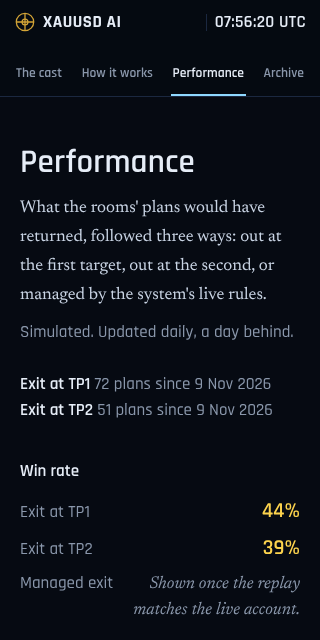 XAUUSD AI
07:56:20 UTC
The cast How it works Performance Archive
Performance
What the rooms' plans would have
returned, followed three ways: out at
the first target, out at the second, or
managed by the system's live rules.
Simulated. Updated daily, a day behind.
Exit at TP1 72 plans since 9 Nov 2026
Exit at TP2 51 plans since 9 Nov 2026
Win rate
Exit at TP1 44%
Exit at TP2 39%
Managed exit Shown once the replay
matches the live account.